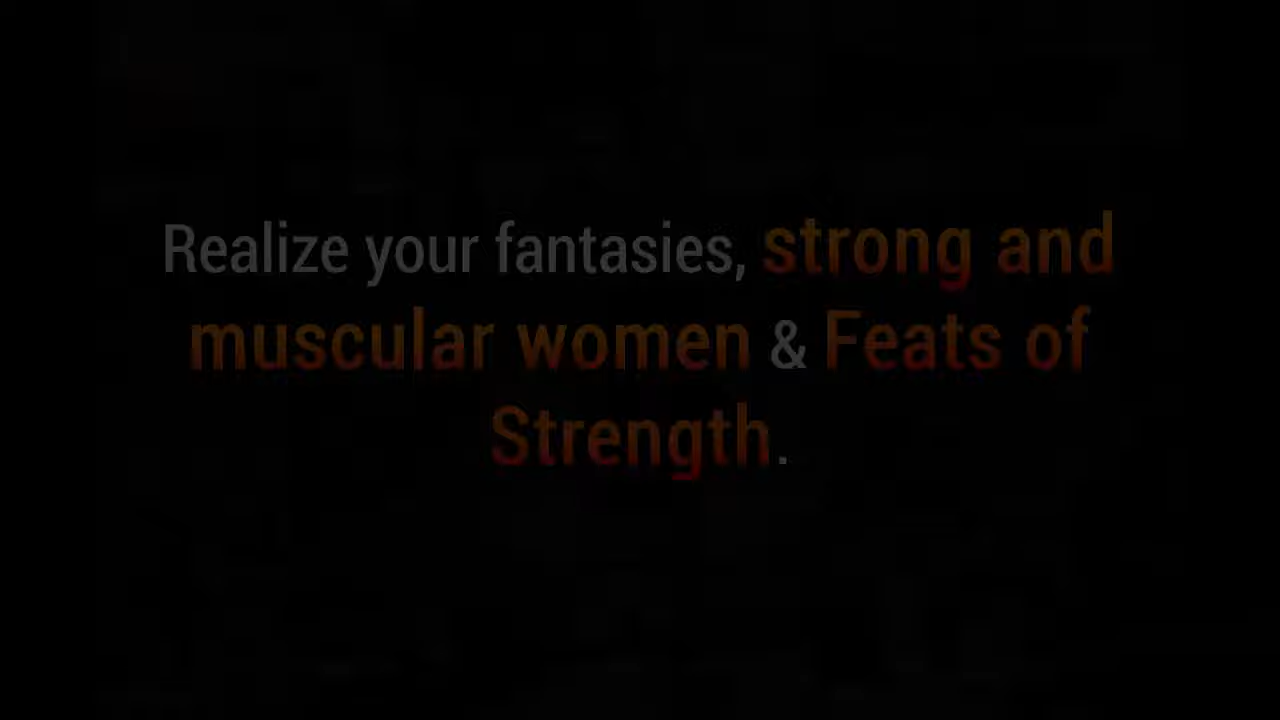 Realize your fantasies, strong and
muscular women & Feats of
Strength.